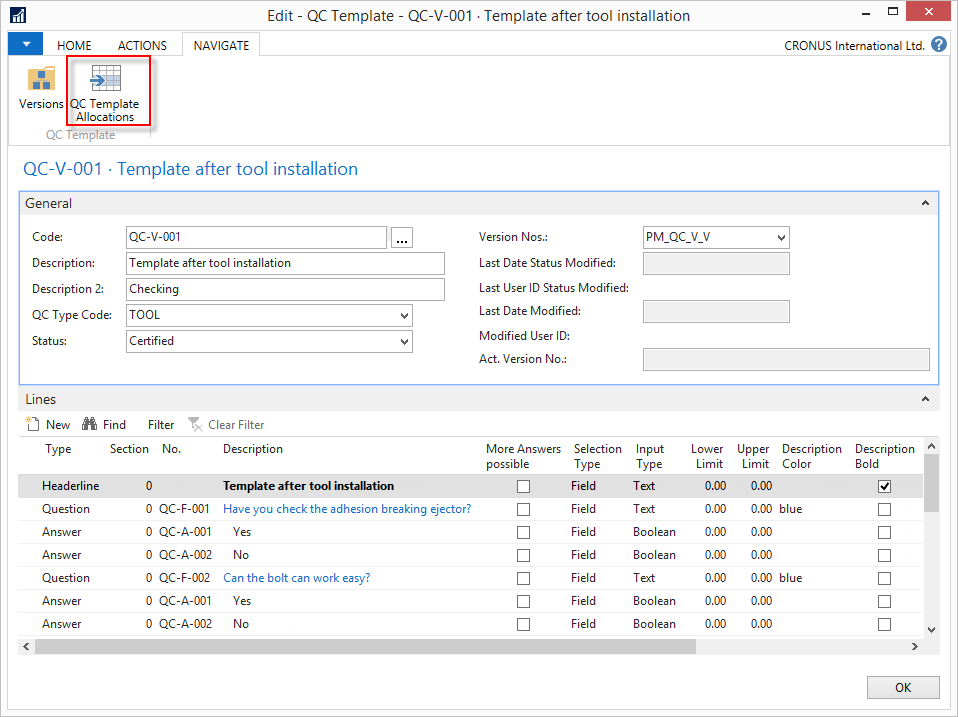 Edit - QC Template - QC-V-001 · Template after tool installation
HOME ACTIONS NAVIGATE CRONUS International Ltd. ?
Versions QC Template
Allocations
QC Template
QC-V-001 · Template after tool installation
General
Code: QC-V-001 ... Version Nos.: PM_QC_V_V
Description: Template after tool installation Last Date Status Modified:
Description 2: Checking Last User ID Status Modified:
QC Type Code: TOOL Last Date Modified:
Status: Certified Modified User ID:
Act. Version No.:
Lines
New Find Filter Clear Filter
Type Section No. Description More Answers Selection Input Lower Upper Description Description
possible Type Type Limit Limit Color Bold
Headerline 0 Template after tool installation Field Text 0.00 0.00
Question 0 QC-F-001 Have you check the adhesion breaking ejector? Field Text 0.00 0.00 blue
Answer 0 QC-A-001 Yes Field Boolean 0.00 0.00
Answer 0 QC-A-002 No Field Boolean 0.00 0.00
Question 0 QC-F-002 Can the bolt can work easy? Field Text 0.00 0.00 blue
Answer 0 QC-A-001 Yes Field Boolean 0.00 0.00
Answer 0 QC-A-002 No Field Boolean 0.00 0.00
OK